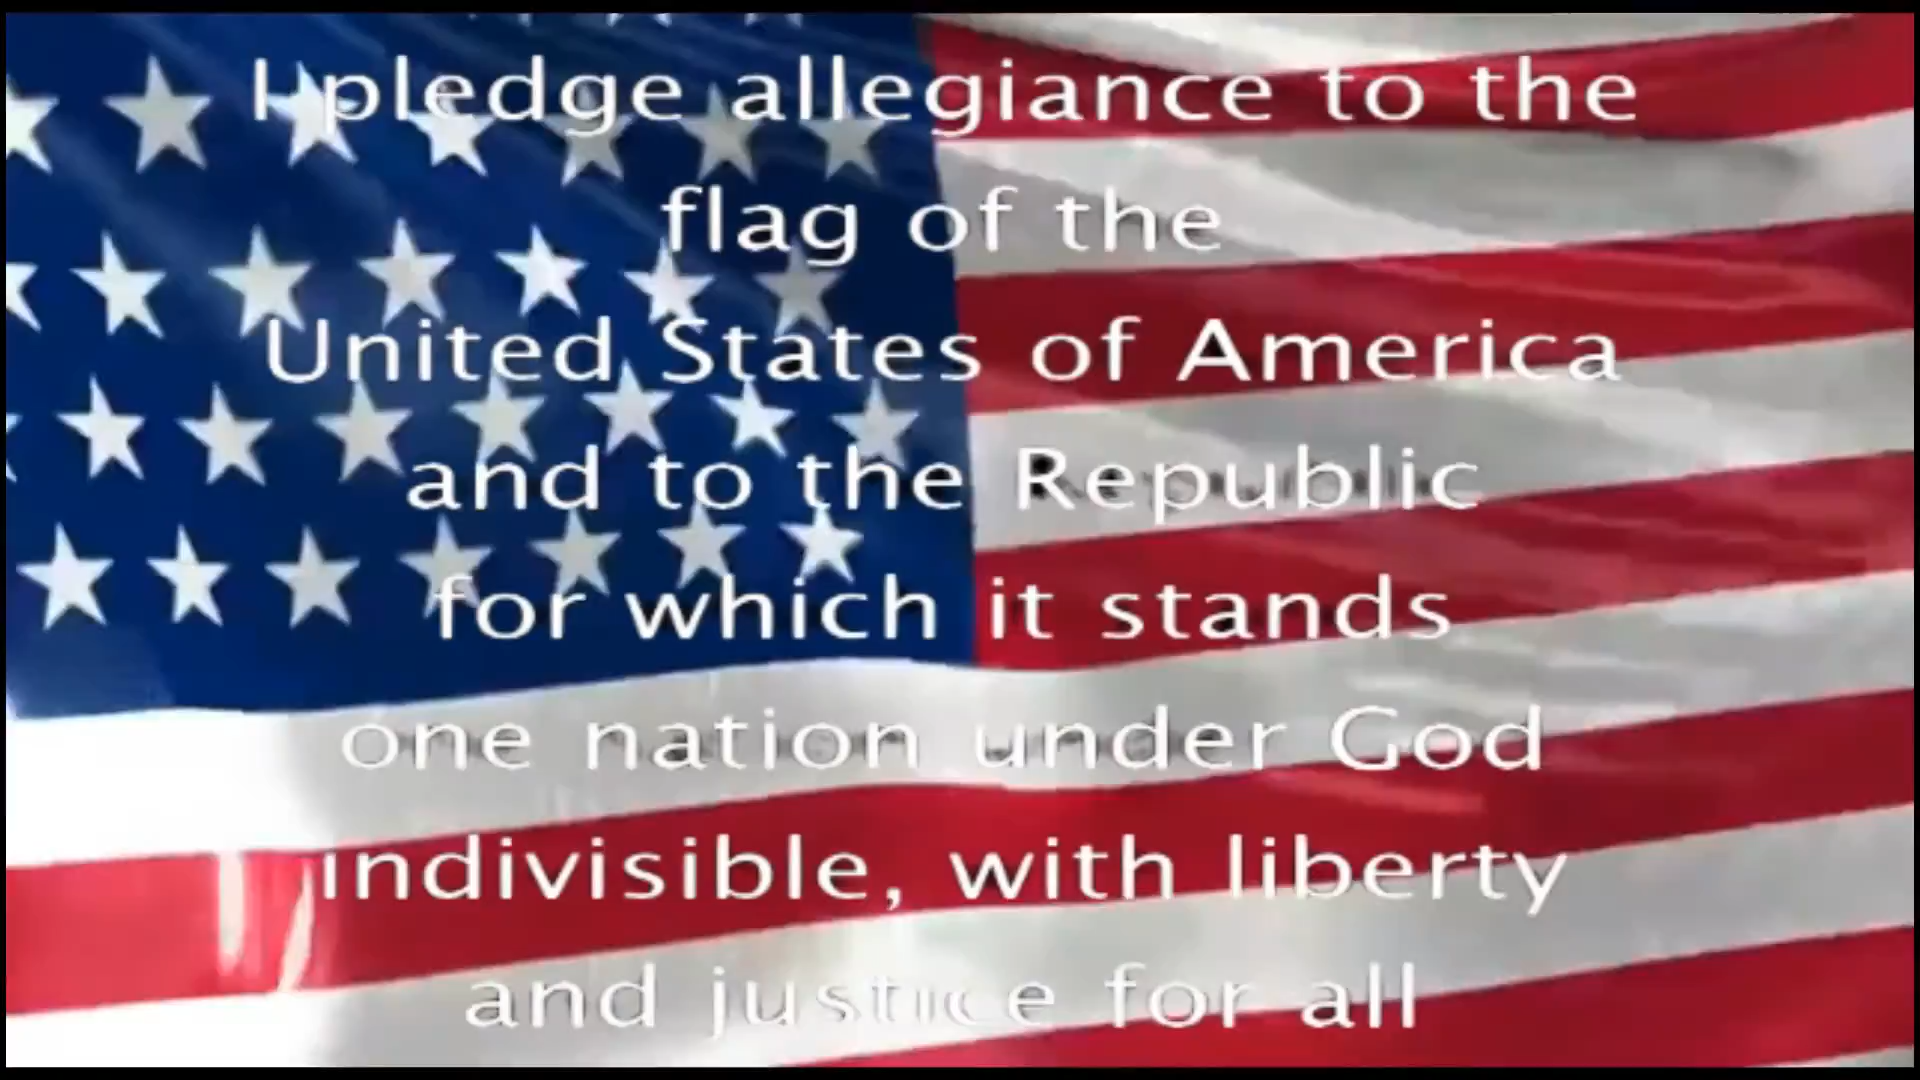 I pledge allegiance to the
flag of the
United States of America
and to the Republic
for which it stands
one nation under God
indivisible, with liberty
and justice for all